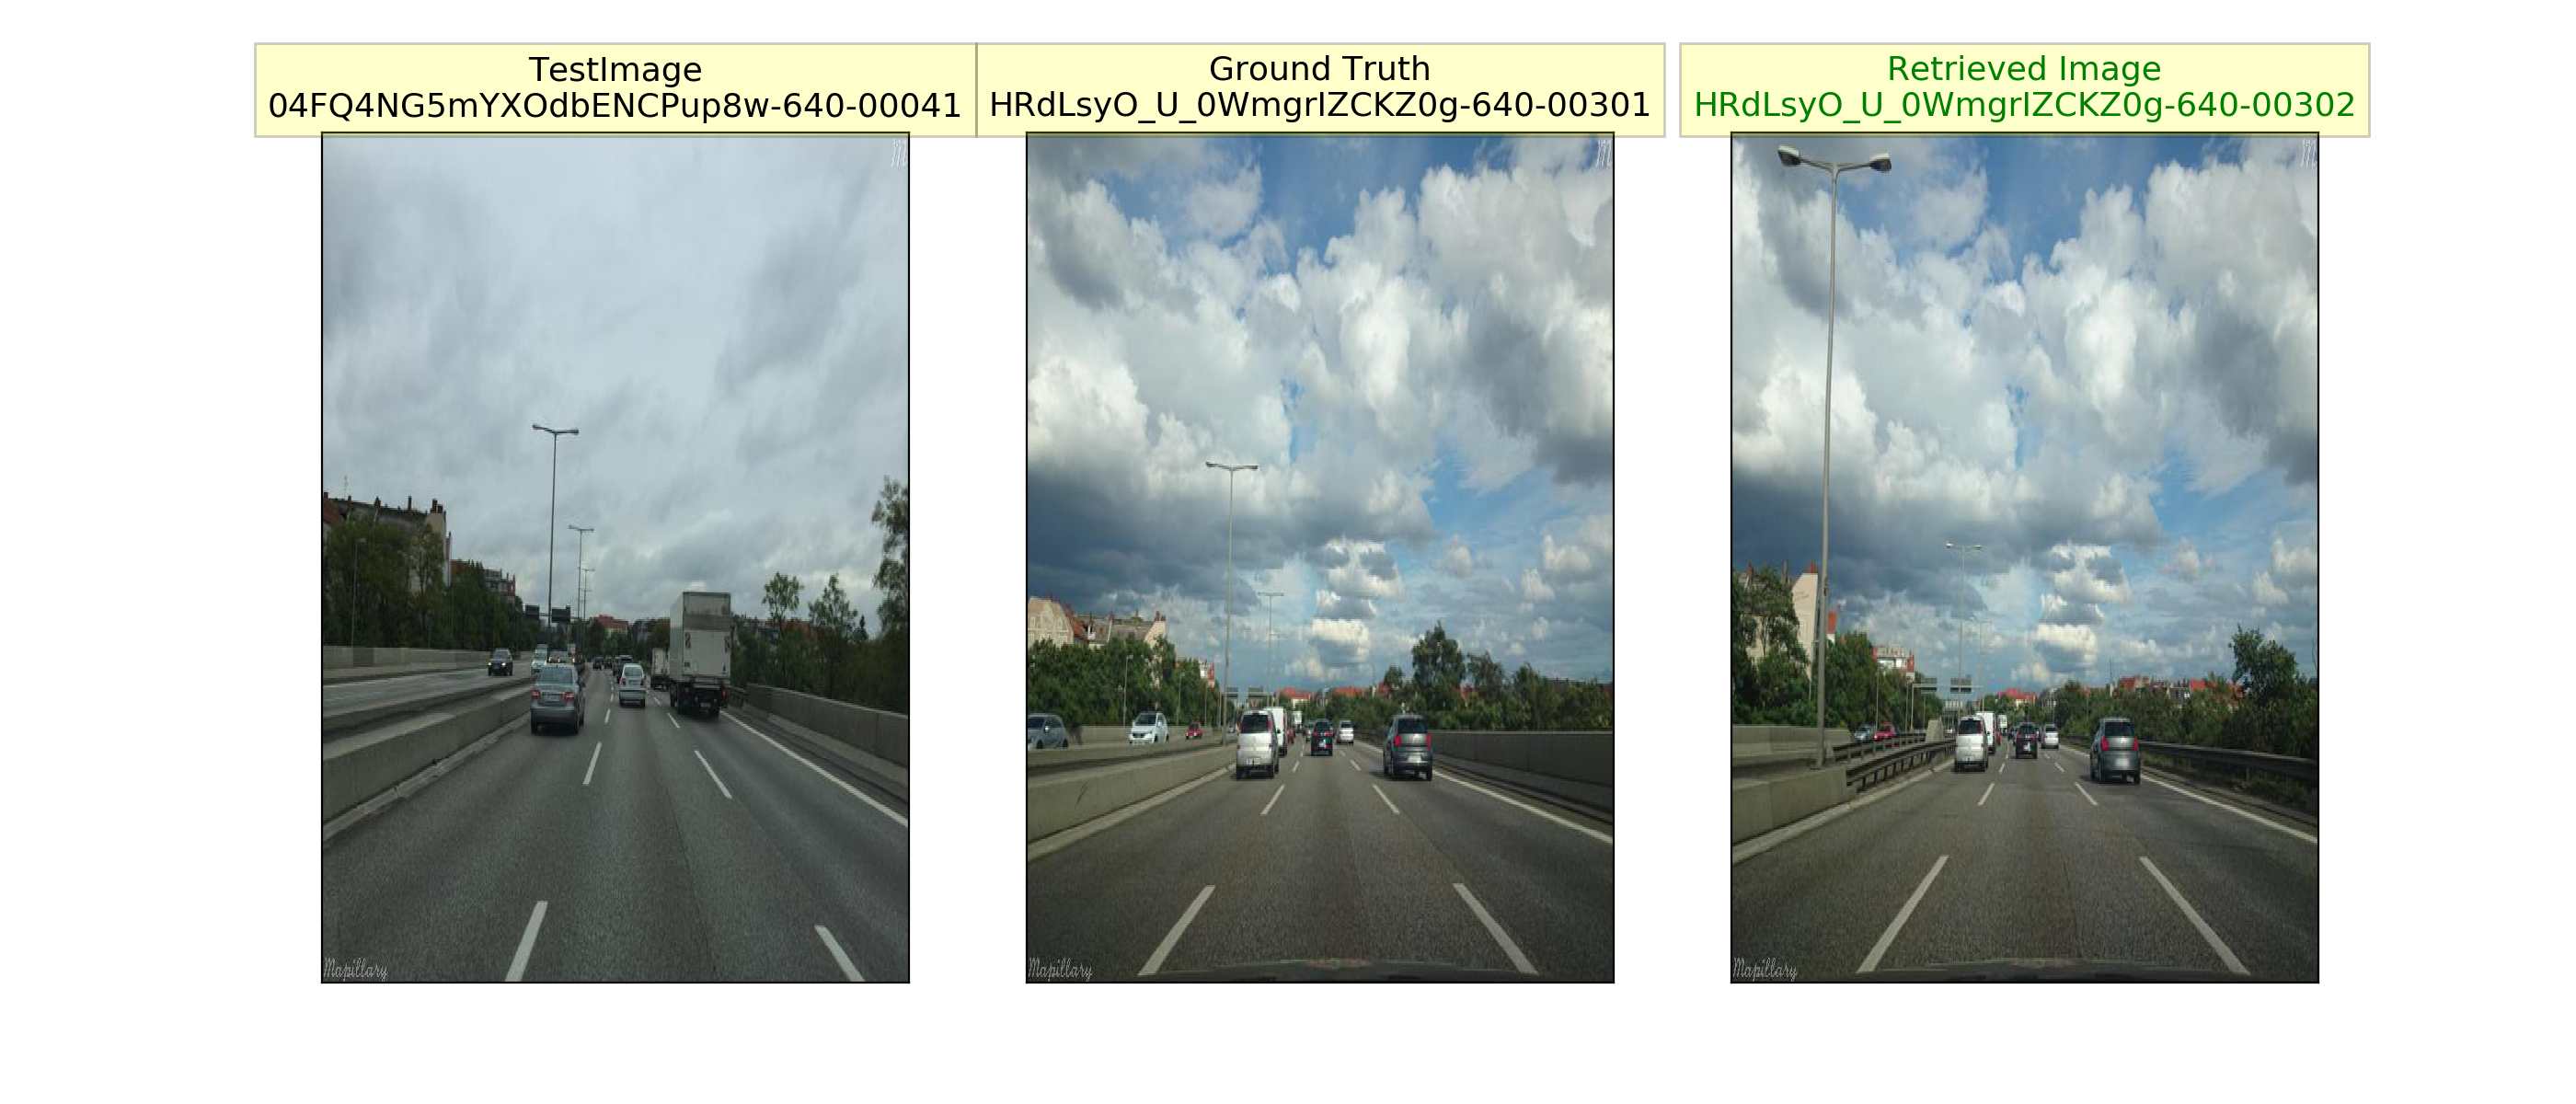 TestImage
04FQ4NG5mYXOdbENCPup8w-640-00041
Ground Truth
HRdLsyO_U_0WmgrIZCKZ0g-640-00301
Retrieved Image
HRdLsyO_U_0WmgrIZCKZ0g-640-00302
M
M
M
Mapillary
Mapillary
Mapillary